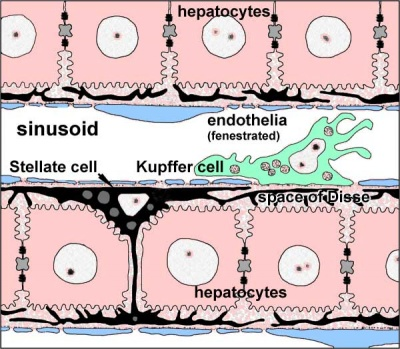 hepatocytes
endothelia
(fenestrated)
sinusoid
Stellate cell
Kupffer cell
space of Disse
hepatocytes